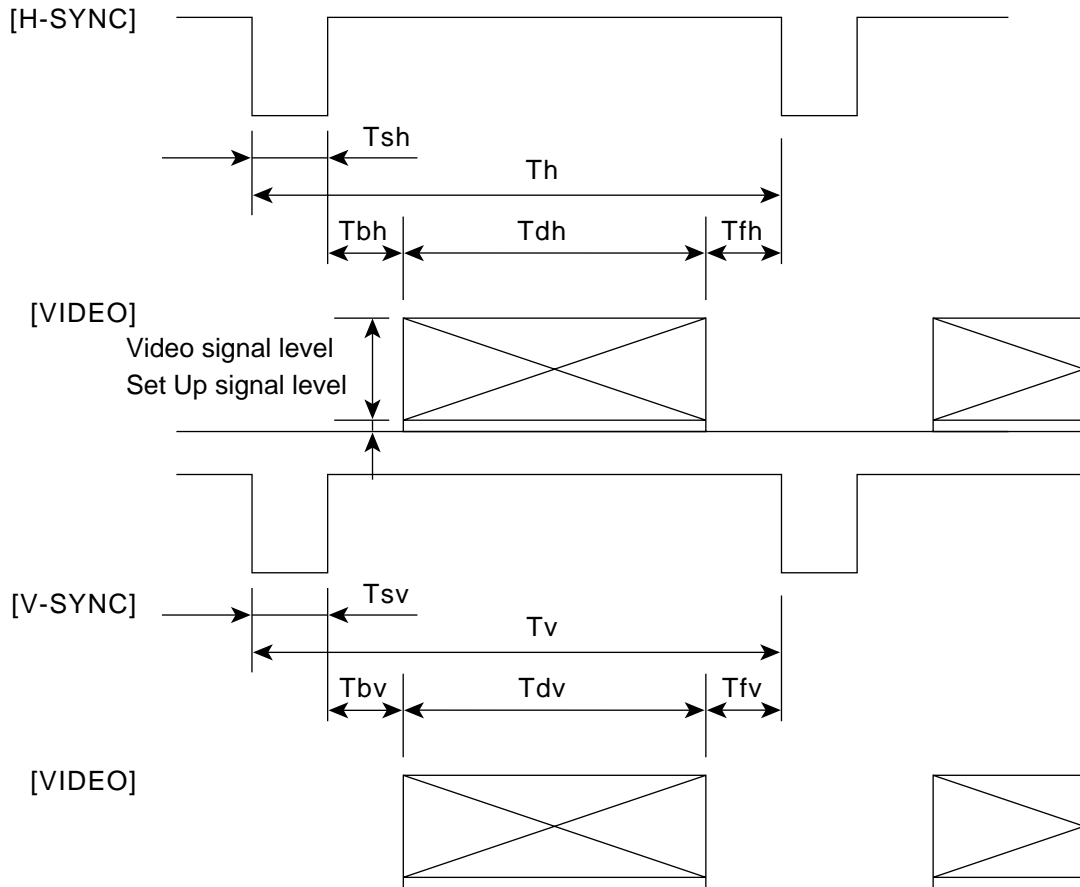 [H-SYNC]
Tsh
Th
Tbh
Tdh
Tfh
[VIDEO]
Video signal level
Set Up signal level
[V-SYNC]
Tsv
Tv
Tbv
Tdv
Tfv
[VIDEO]